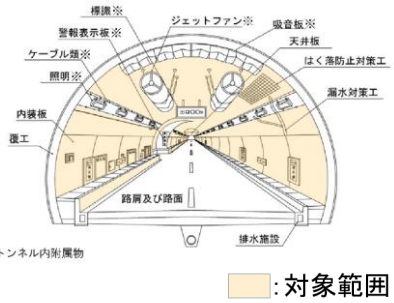 標識※
ジェットファン※
吸音板※
警報表示板※
天井板
ケーブル類※
はく落防止対策工
照明※
漏水対策工
内装板
覆工
路肩及び路面
排水施設
トンネル内附属物
:対象範囲